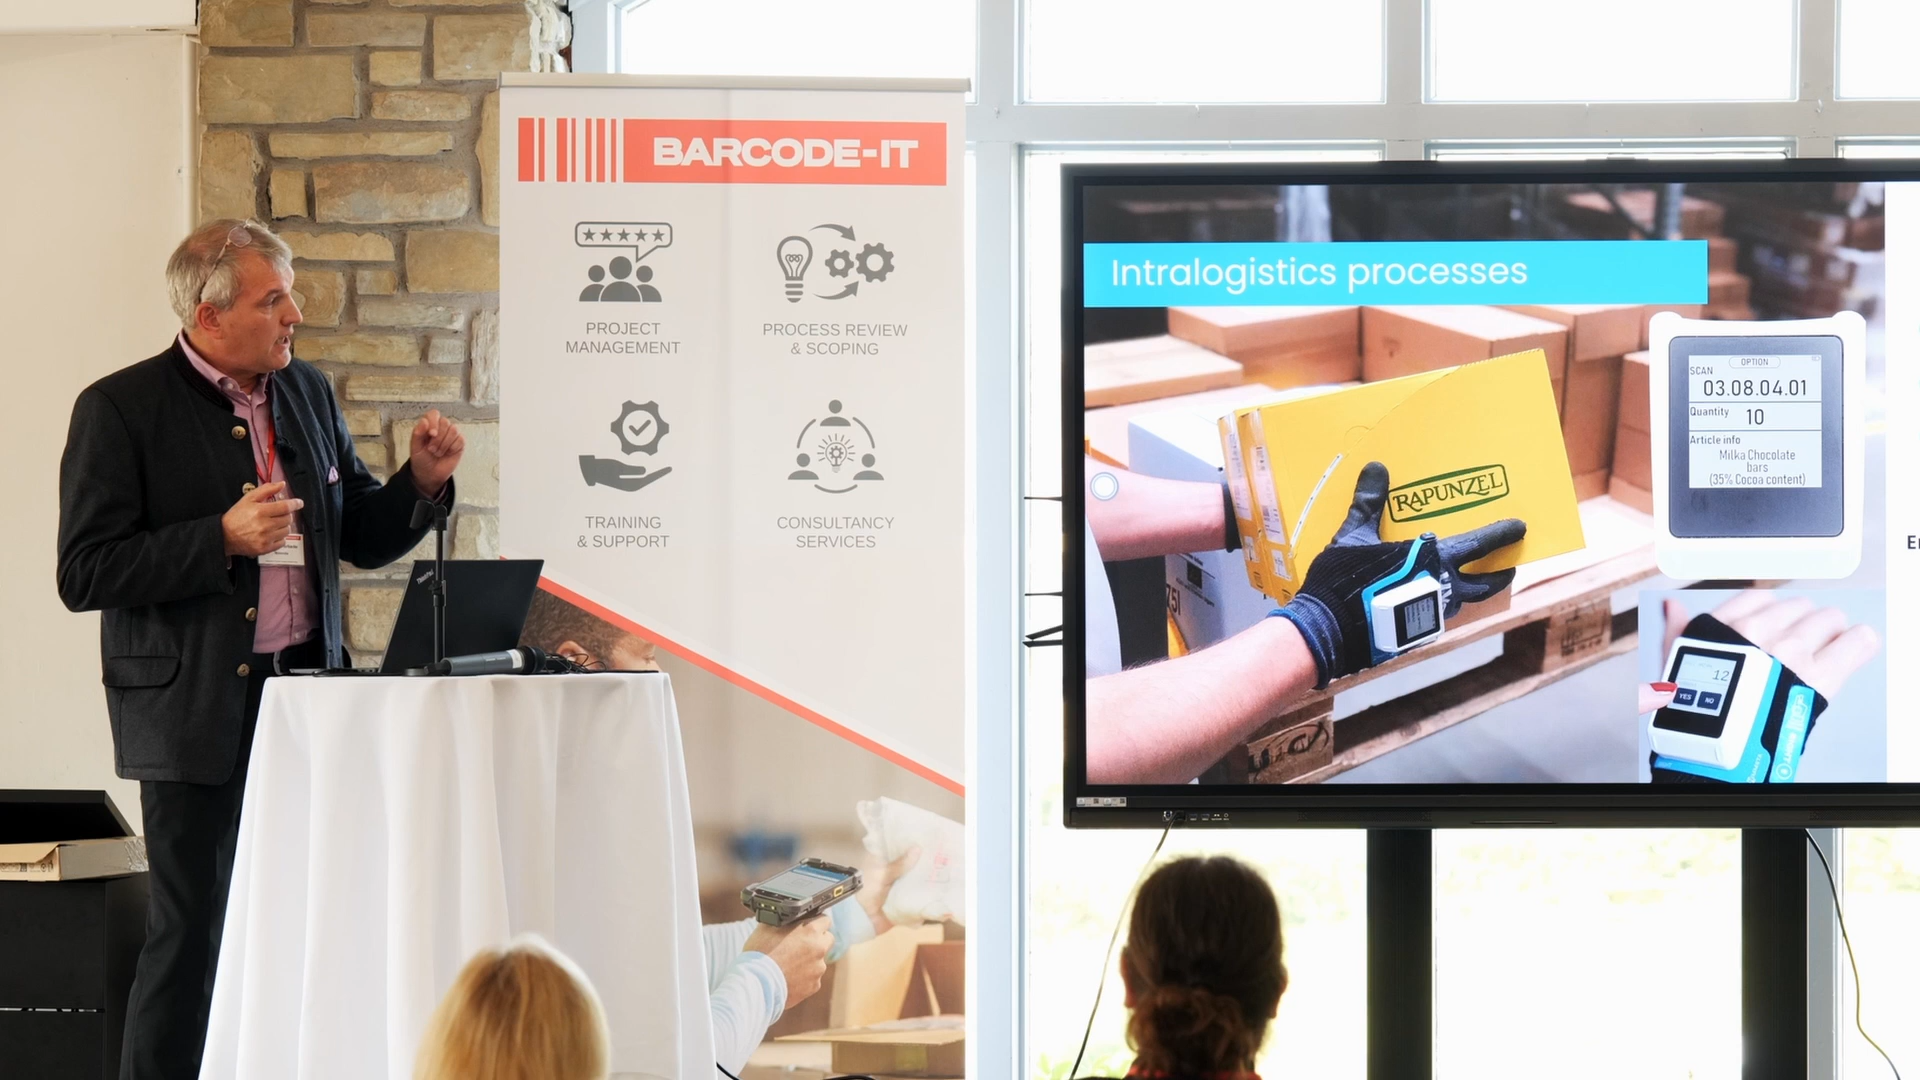 BARCODE-IT
PROJECT
MANAGEMENT
PROCESS REVIEW
& SCOPING
TRAINING
& SUPPORT
CONSULTANCY
SERVICES
ThinkPad
Intralogistics processes
OPTION
SCAN
03.08.04.01
Quantity 10
Article info
Milka Chocolate
bars
(35% Cocoa content)
RAPUNZEL
12
YES NO